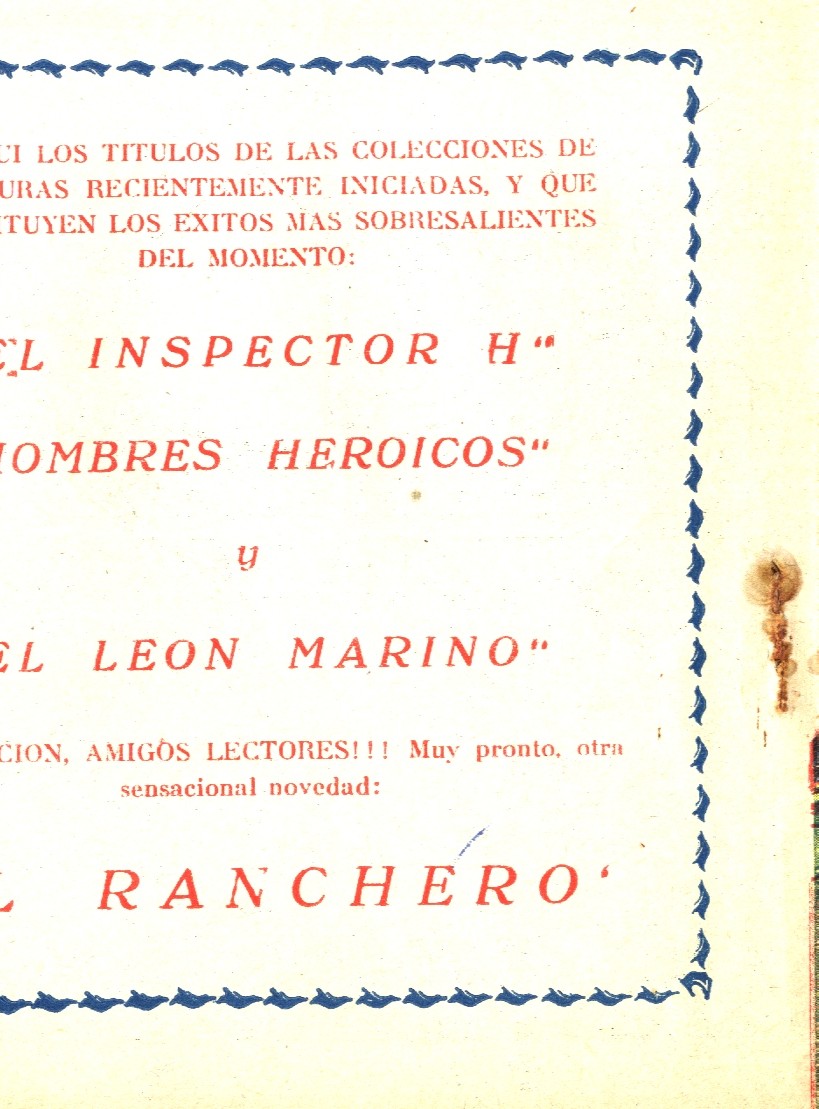 CI LOS TITULOS DE LAS COLECCIONES DE
URAS RECIENTEMENTE INICIADAS, Y QUE
ITUYEN LOS EXITOS MAS SOBRESALIENTES
DEL MOMENTO:
EL INSPECTOR H"
HOMBRES HEROICOS"
y
EL LEON MARINO"
CION, AMIGOS LECTORES!!! Muy pronto, otra
sensacional novedad:
L RANCHERO'